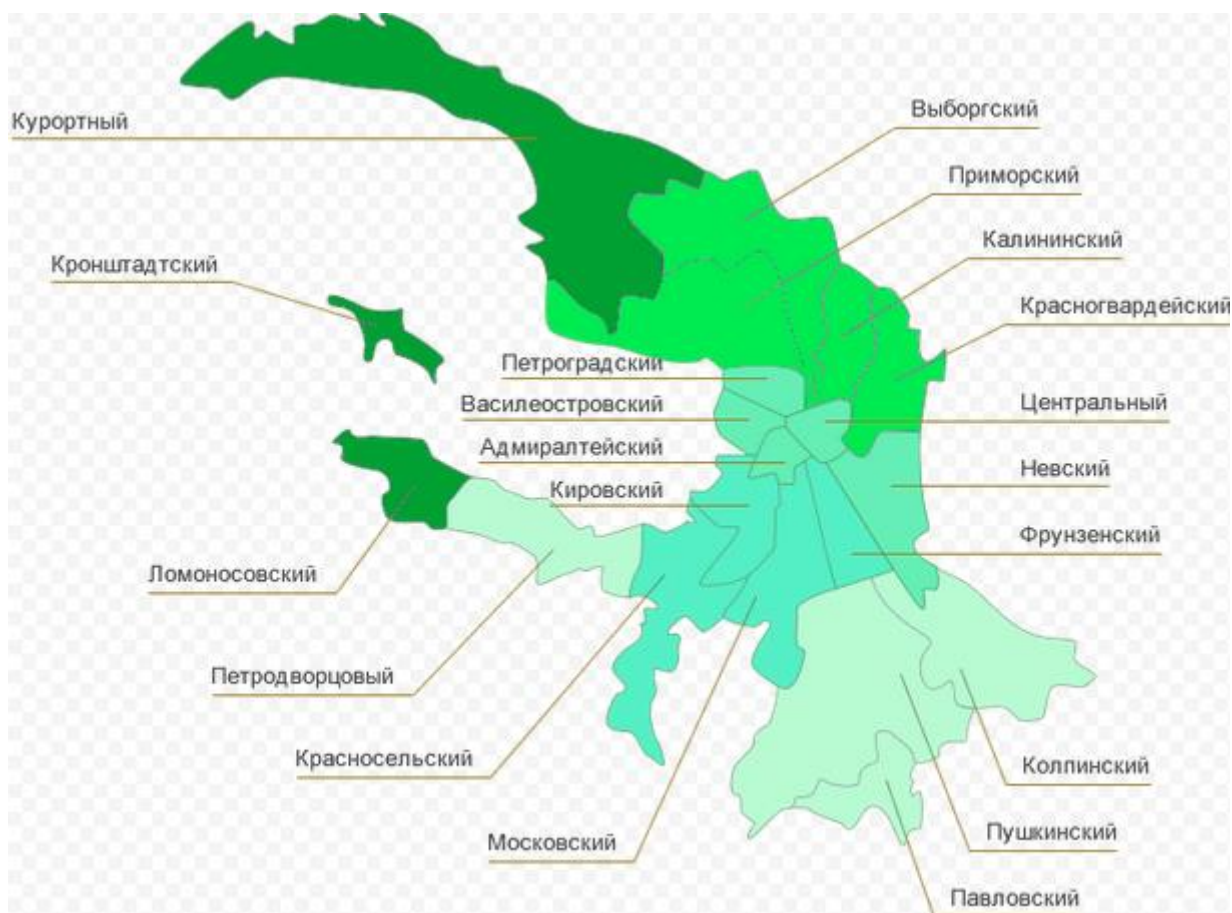 Курортный
Выборгский
Приморский
Калининский
Кронштадтский
Красногвардейский
Петроградский
Василеостровский
Центральный
Адмиралтейский
Невский
Кировский
Фрунзенский
Ломоносовский
Петродворцовый
Красносельский
Колпинский
Московский
Пушкинский
Павловский